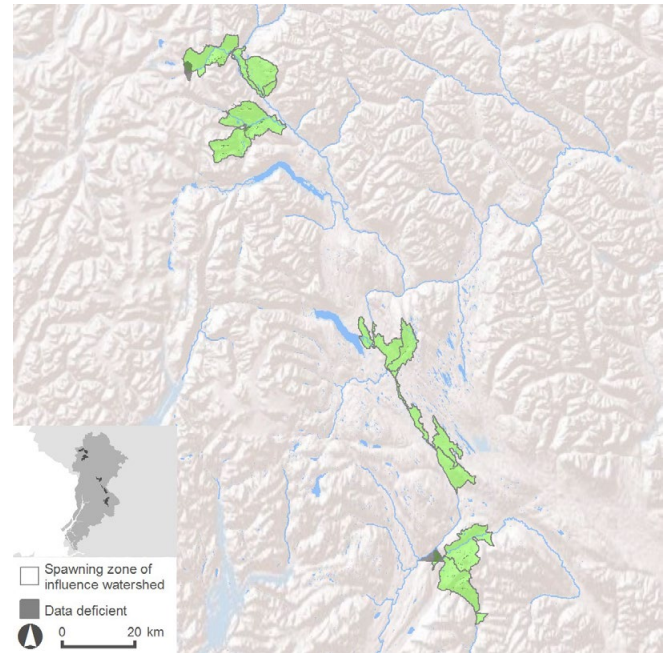 Spawning zone of
influence watershed
Data deficient
0 20 km